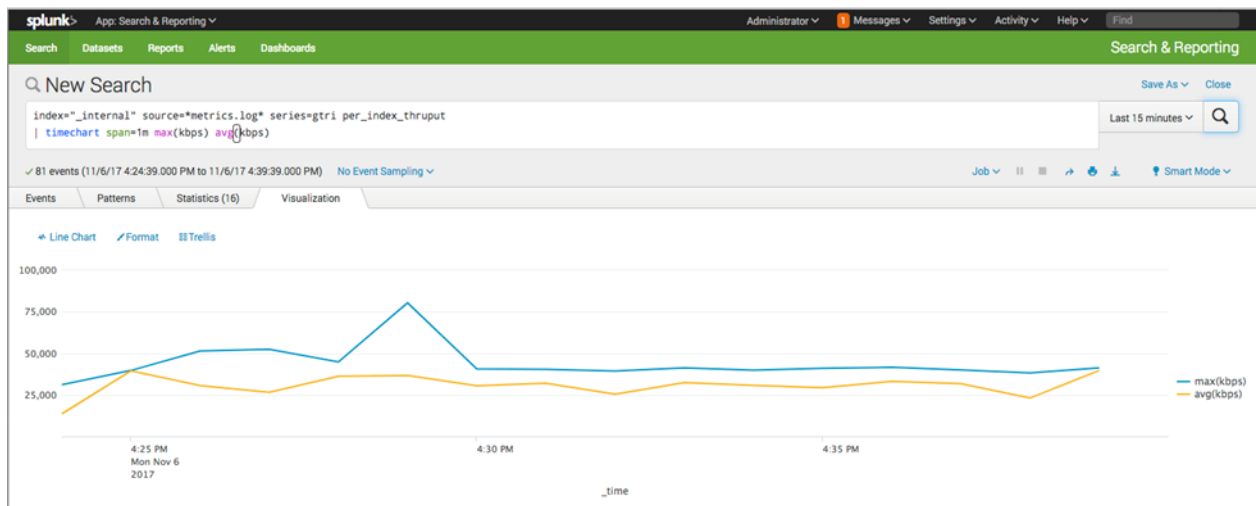 splunk> App: Search & Reporting Administrator 1 Messages Settings Activity Help Find
Search Datasets Reports Alerts Dashboards Search & Reporting
New Search Save As Close
index="_internal" source=*metrics.log* series=gtri per_index_thruput
| timechart span=1m max(kbps) avg(kbps)
Last 15 minutes
81 events (11/6/17 4:24:39.000 PM to 11/6/17 4:39:39.000 PM) No Event Sampling Job Smart Mode
Events Patterns Statistics (16) Visualization
Line Chart Format Trellis
100,000
75,000
50,000
25,000
max(kbps)
avg(kbps)
4:25 PM 4:30 PM 4:35 PM
Mon Nov 6
2017
_time